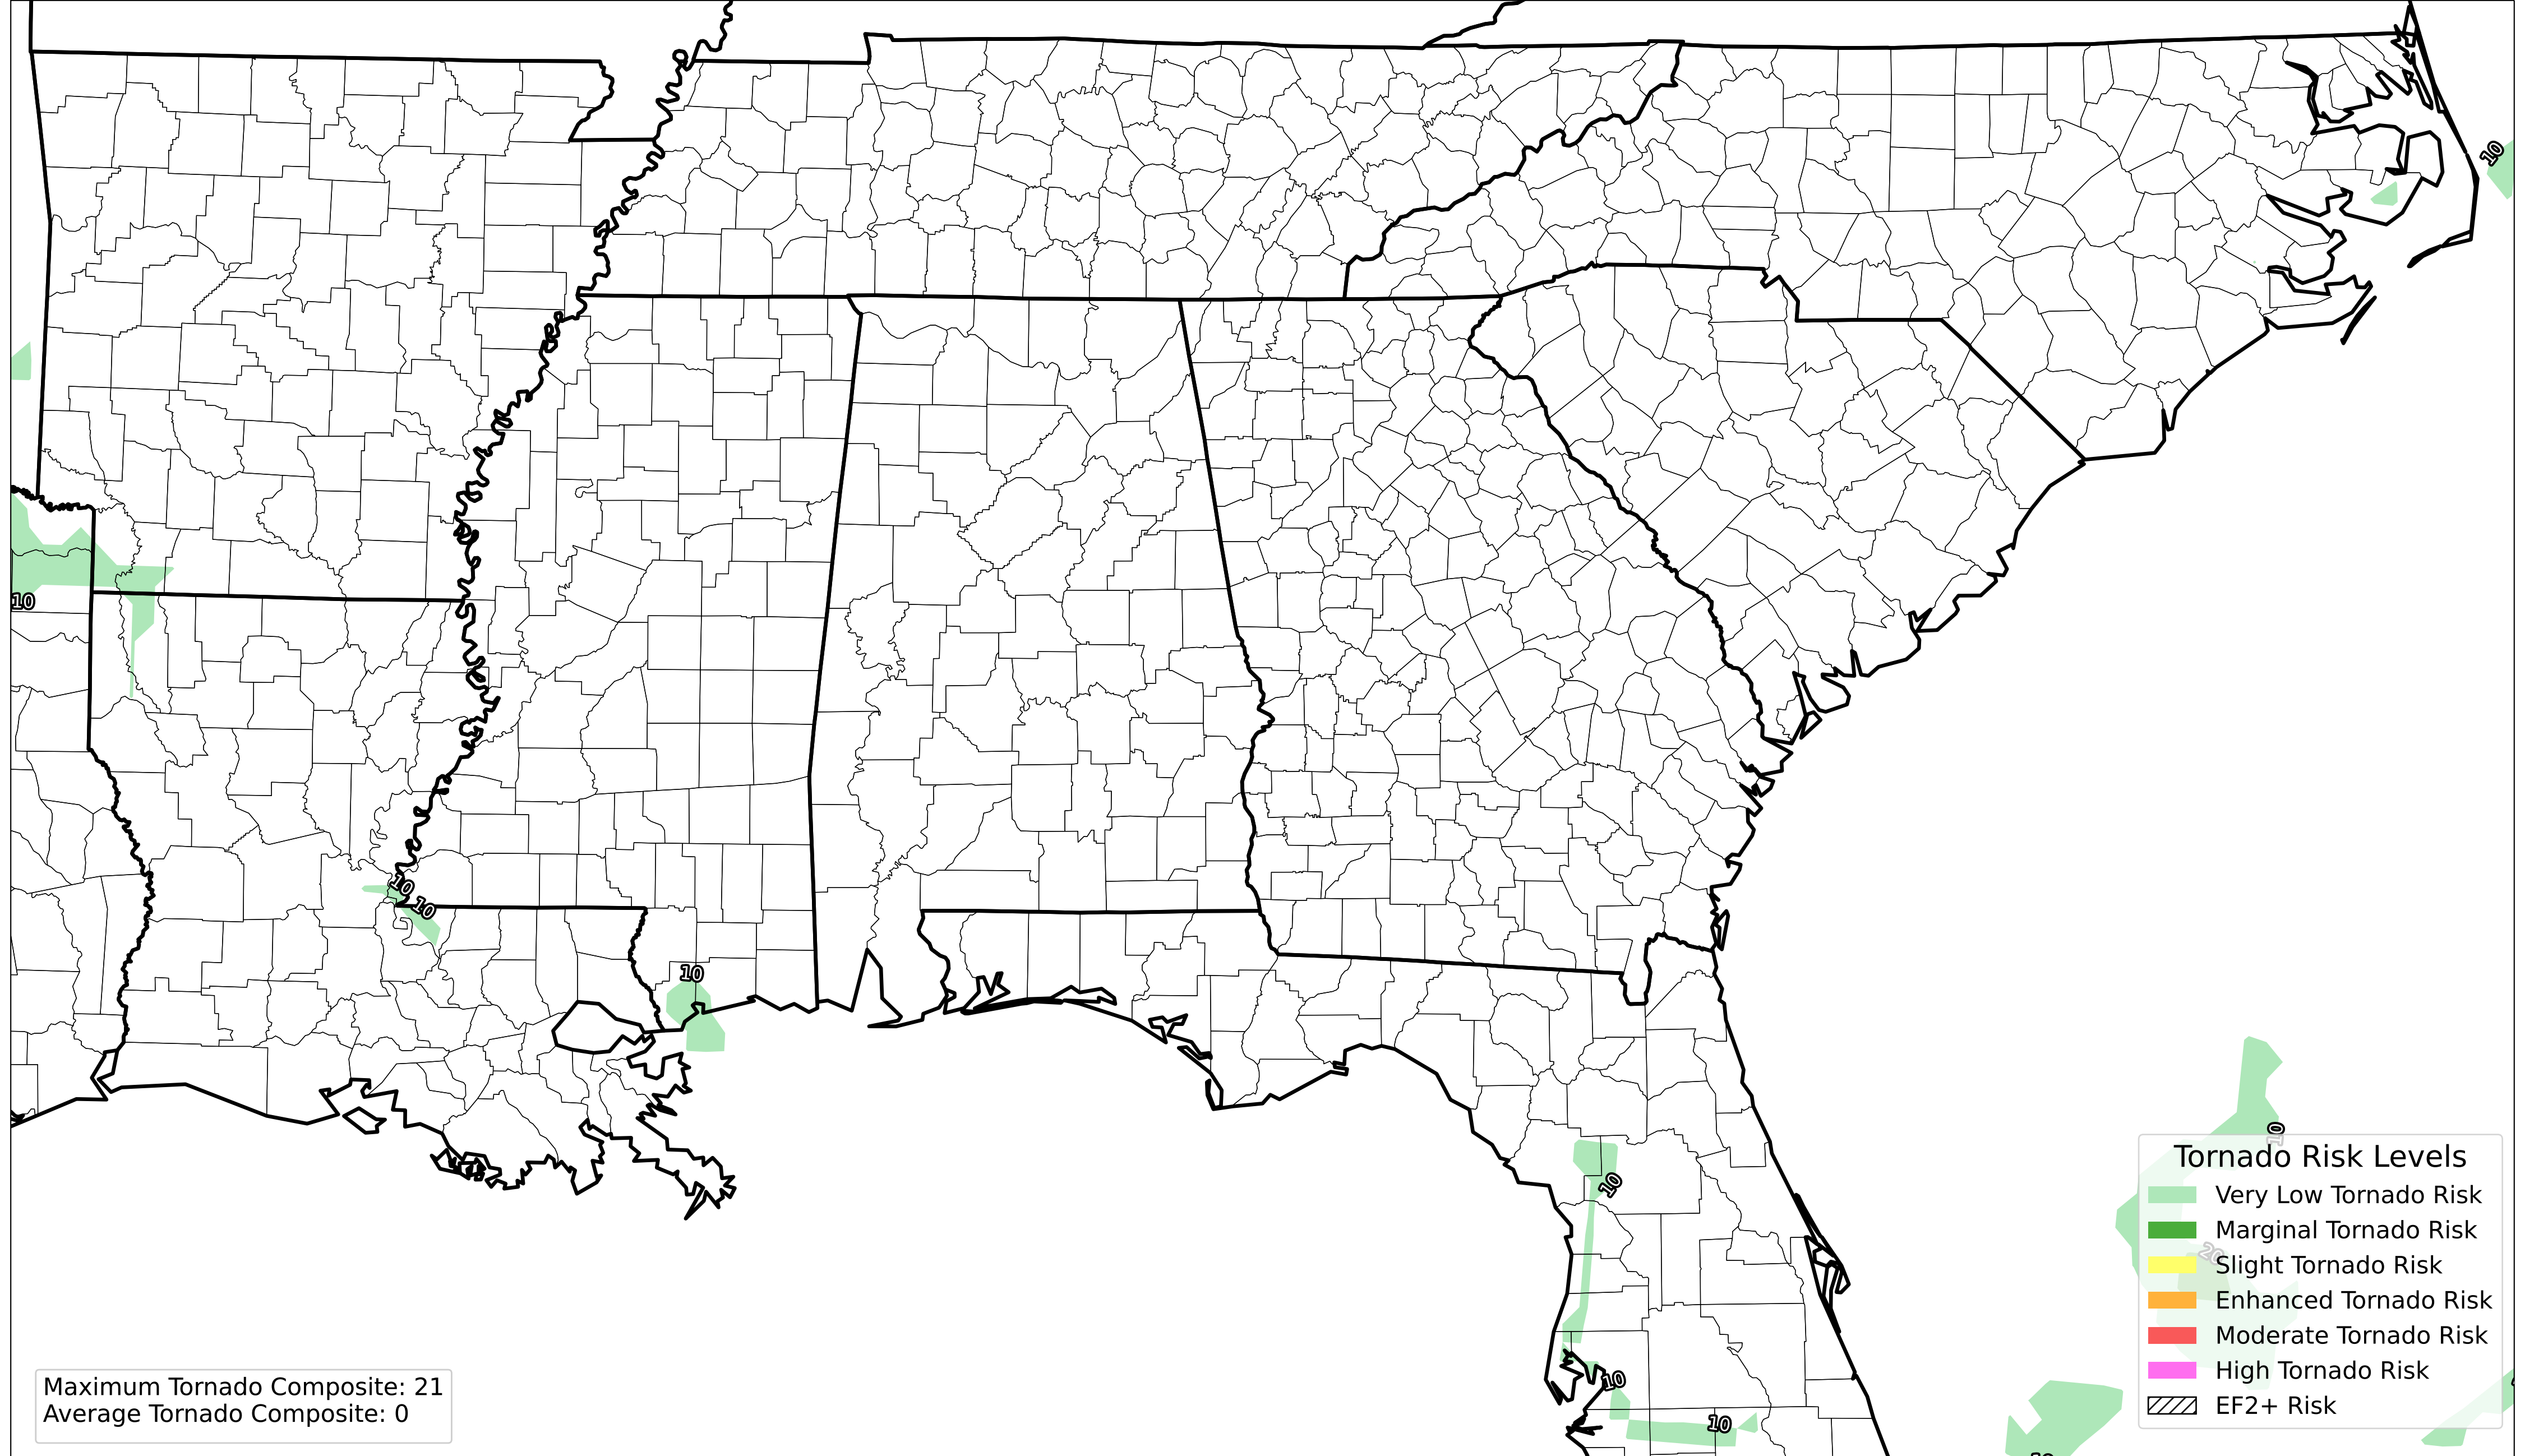 10
10
10
10
10
10
10
20
10
10
Tornado Risk Levels
Very Low Tornado Risk
Marginal Tornado Risk
Slight Tornado Risk
Enhanced Tornado Risk
Moderate Tornado Risk
High Tornado Risk
EF2+ Risk
Maximum Tornado Composite: 21
Average Tornado Composite: 0